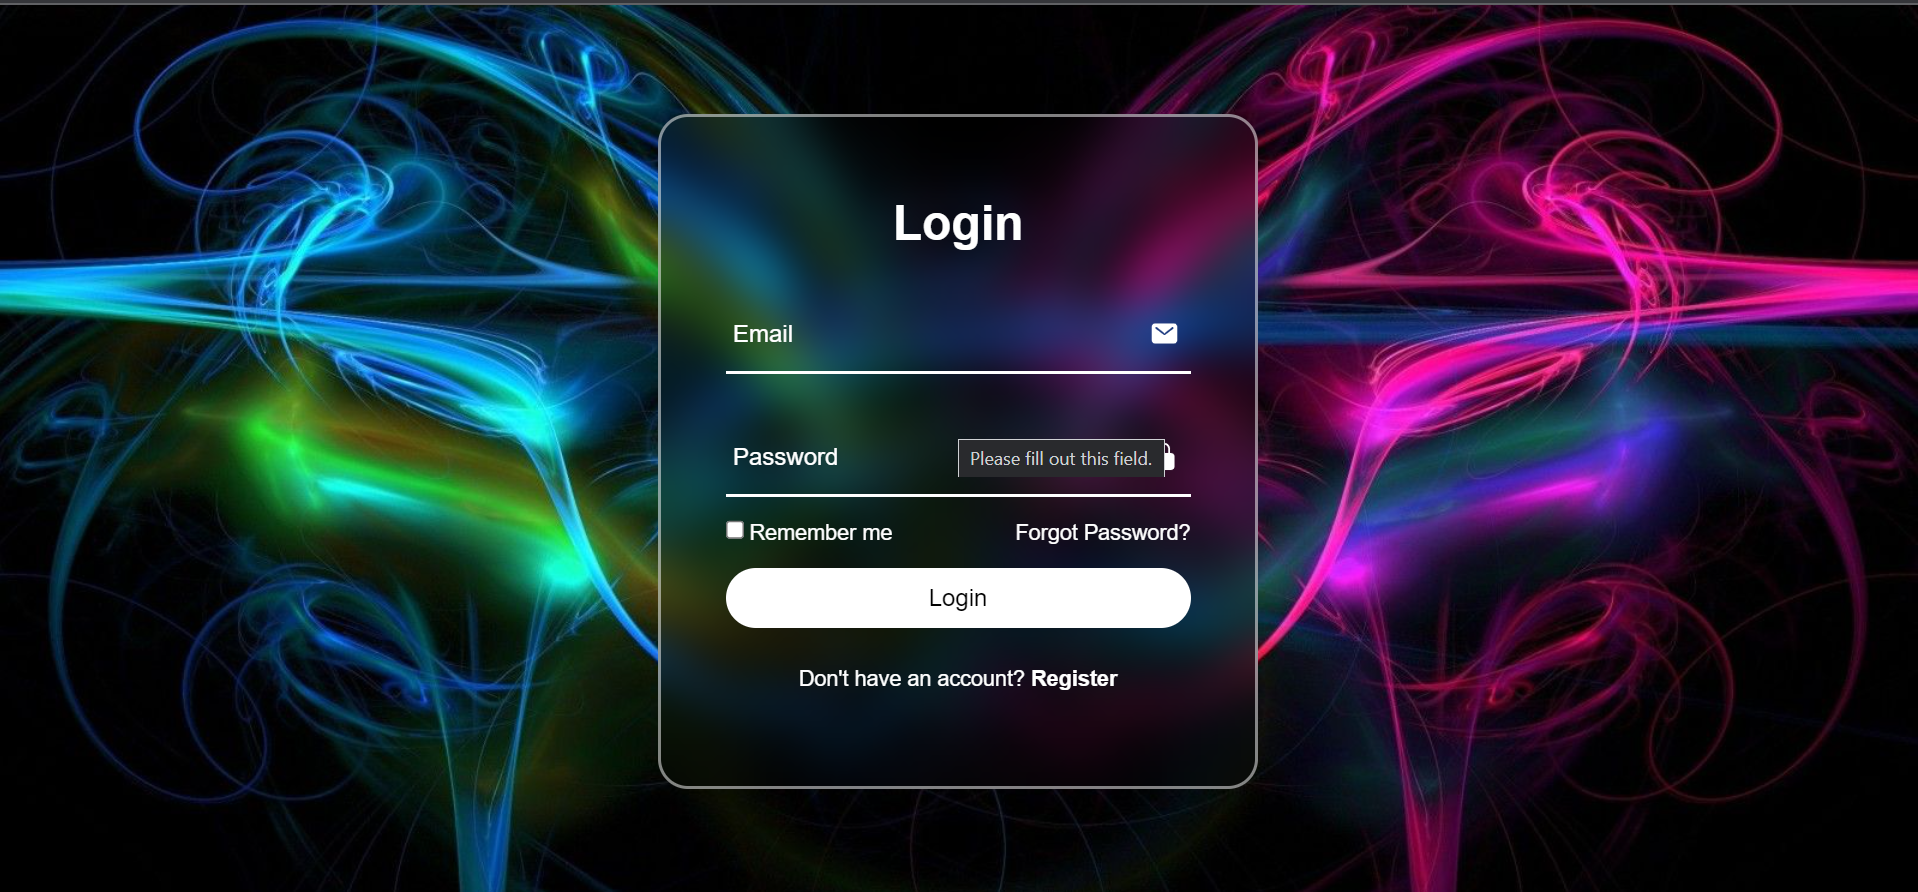 Login
Email
Password
Please fill out this field.
Remember me
Forgot Password?
Login
Don't have an account? Register